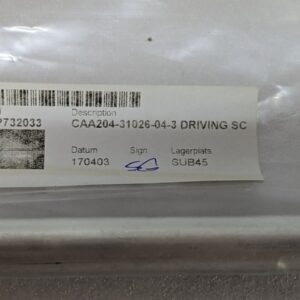 Description
P732033 CAA204-31026-04-3 DRIVING SC
Datum Sign. Lagerplats
170403 SUB45